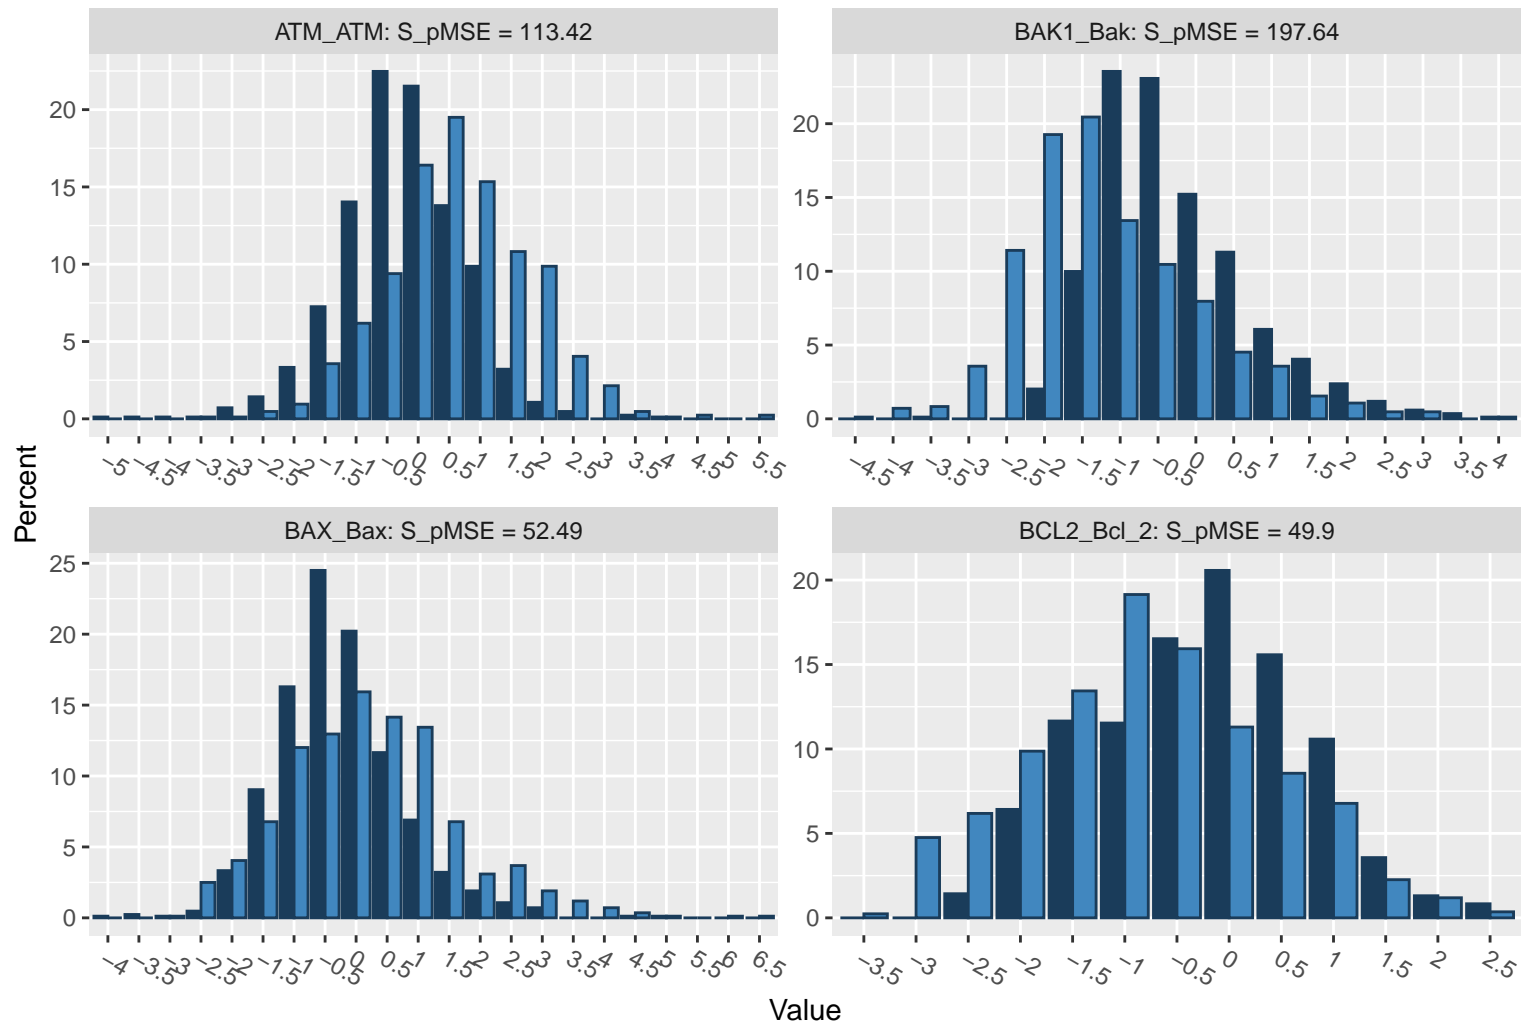 ATM_ATM: S_pMSE = 113.42
20
15
10
5
0
−5 −4.5 −4 −3.5 −3 −2.5 −2 −1.5 −1 −0.5 0 0.5 1 1.5 2 2.5 3 3.5 4 4.5 5 5.5
BAK1_Bak: S_pMSE = 197.64
20
15
10
5
0
−4.5 −4 −3.5 −3 −2.5 −2 −1.5 −1 −0.5 0 0.5 1 1.5 2 2.5 3 3.5 4
Percent
BAX_Bax: S_pMSE = 52.49
25
20
15
10
5
0
−4 −3.5 −3 −2.5 −2 −1.5 −1 −0.5 0 0.5 1 1.5 2 2.5 3 3.5 4 4.5 5 5.5 6 6.5
BCL2_Bcl_2: S_pMSE = 49.9
20
15
10
5
0
−3.5 −3 −2.5 −2 −1.5 −1 −0.5 0 0.5 1 1.5 2 2.5
Value